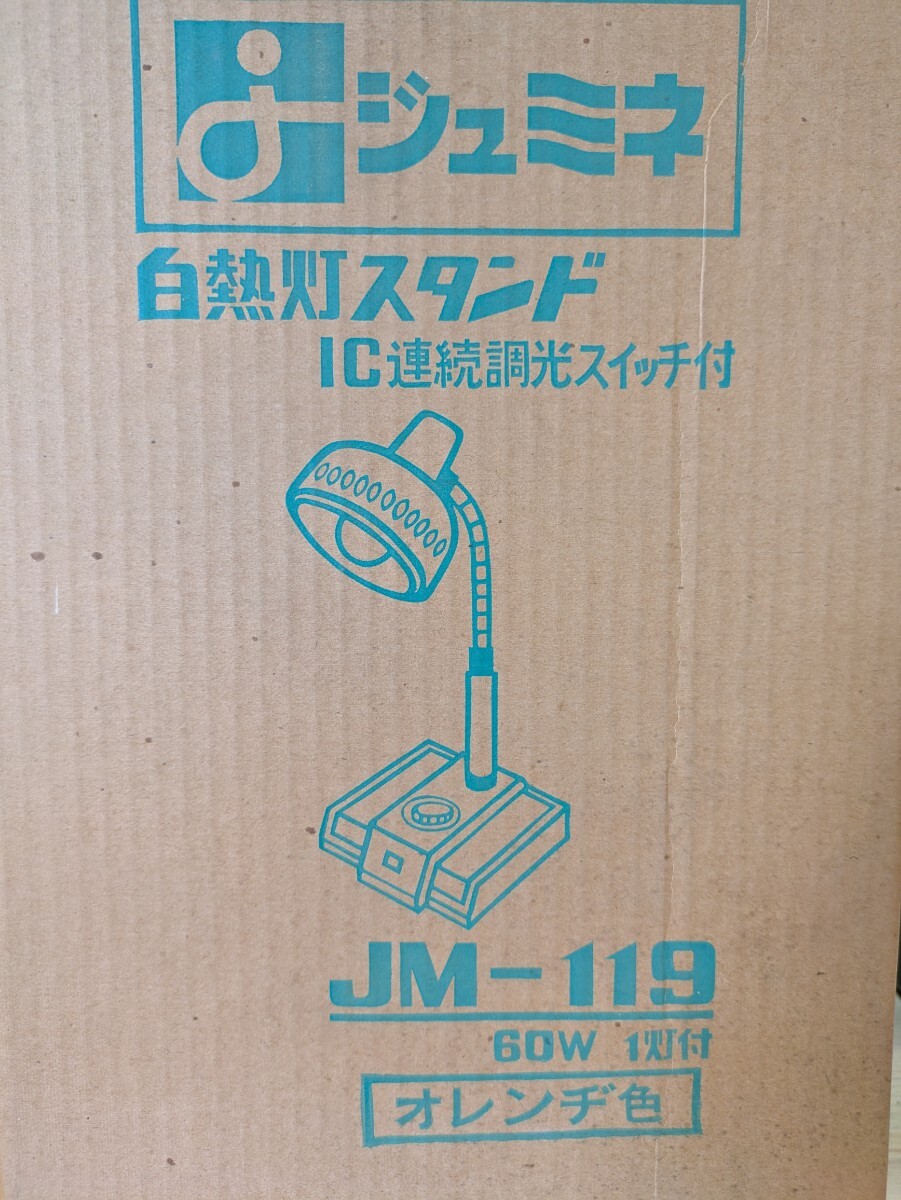 ジュミネ
白熱灯スタンド
IC連続調光スイッチ付
JM-119
60W 1灯付
オレンヂ色